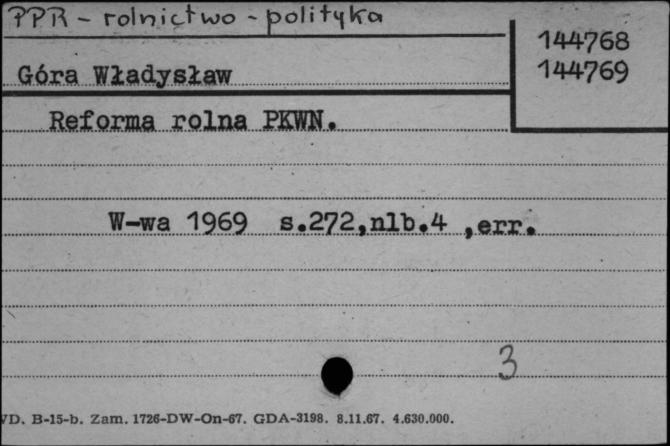 PPR - rolnictwo - polityka
144768
144769
Góra Władysław
Reforma rolna PKWN.
W-wa 1969 s.272,nlb.4 ,err.
3
VD. B-15-b. Zam. 1726-DW-On-67. GDA-3198. 8.11.67. 4.630.000.